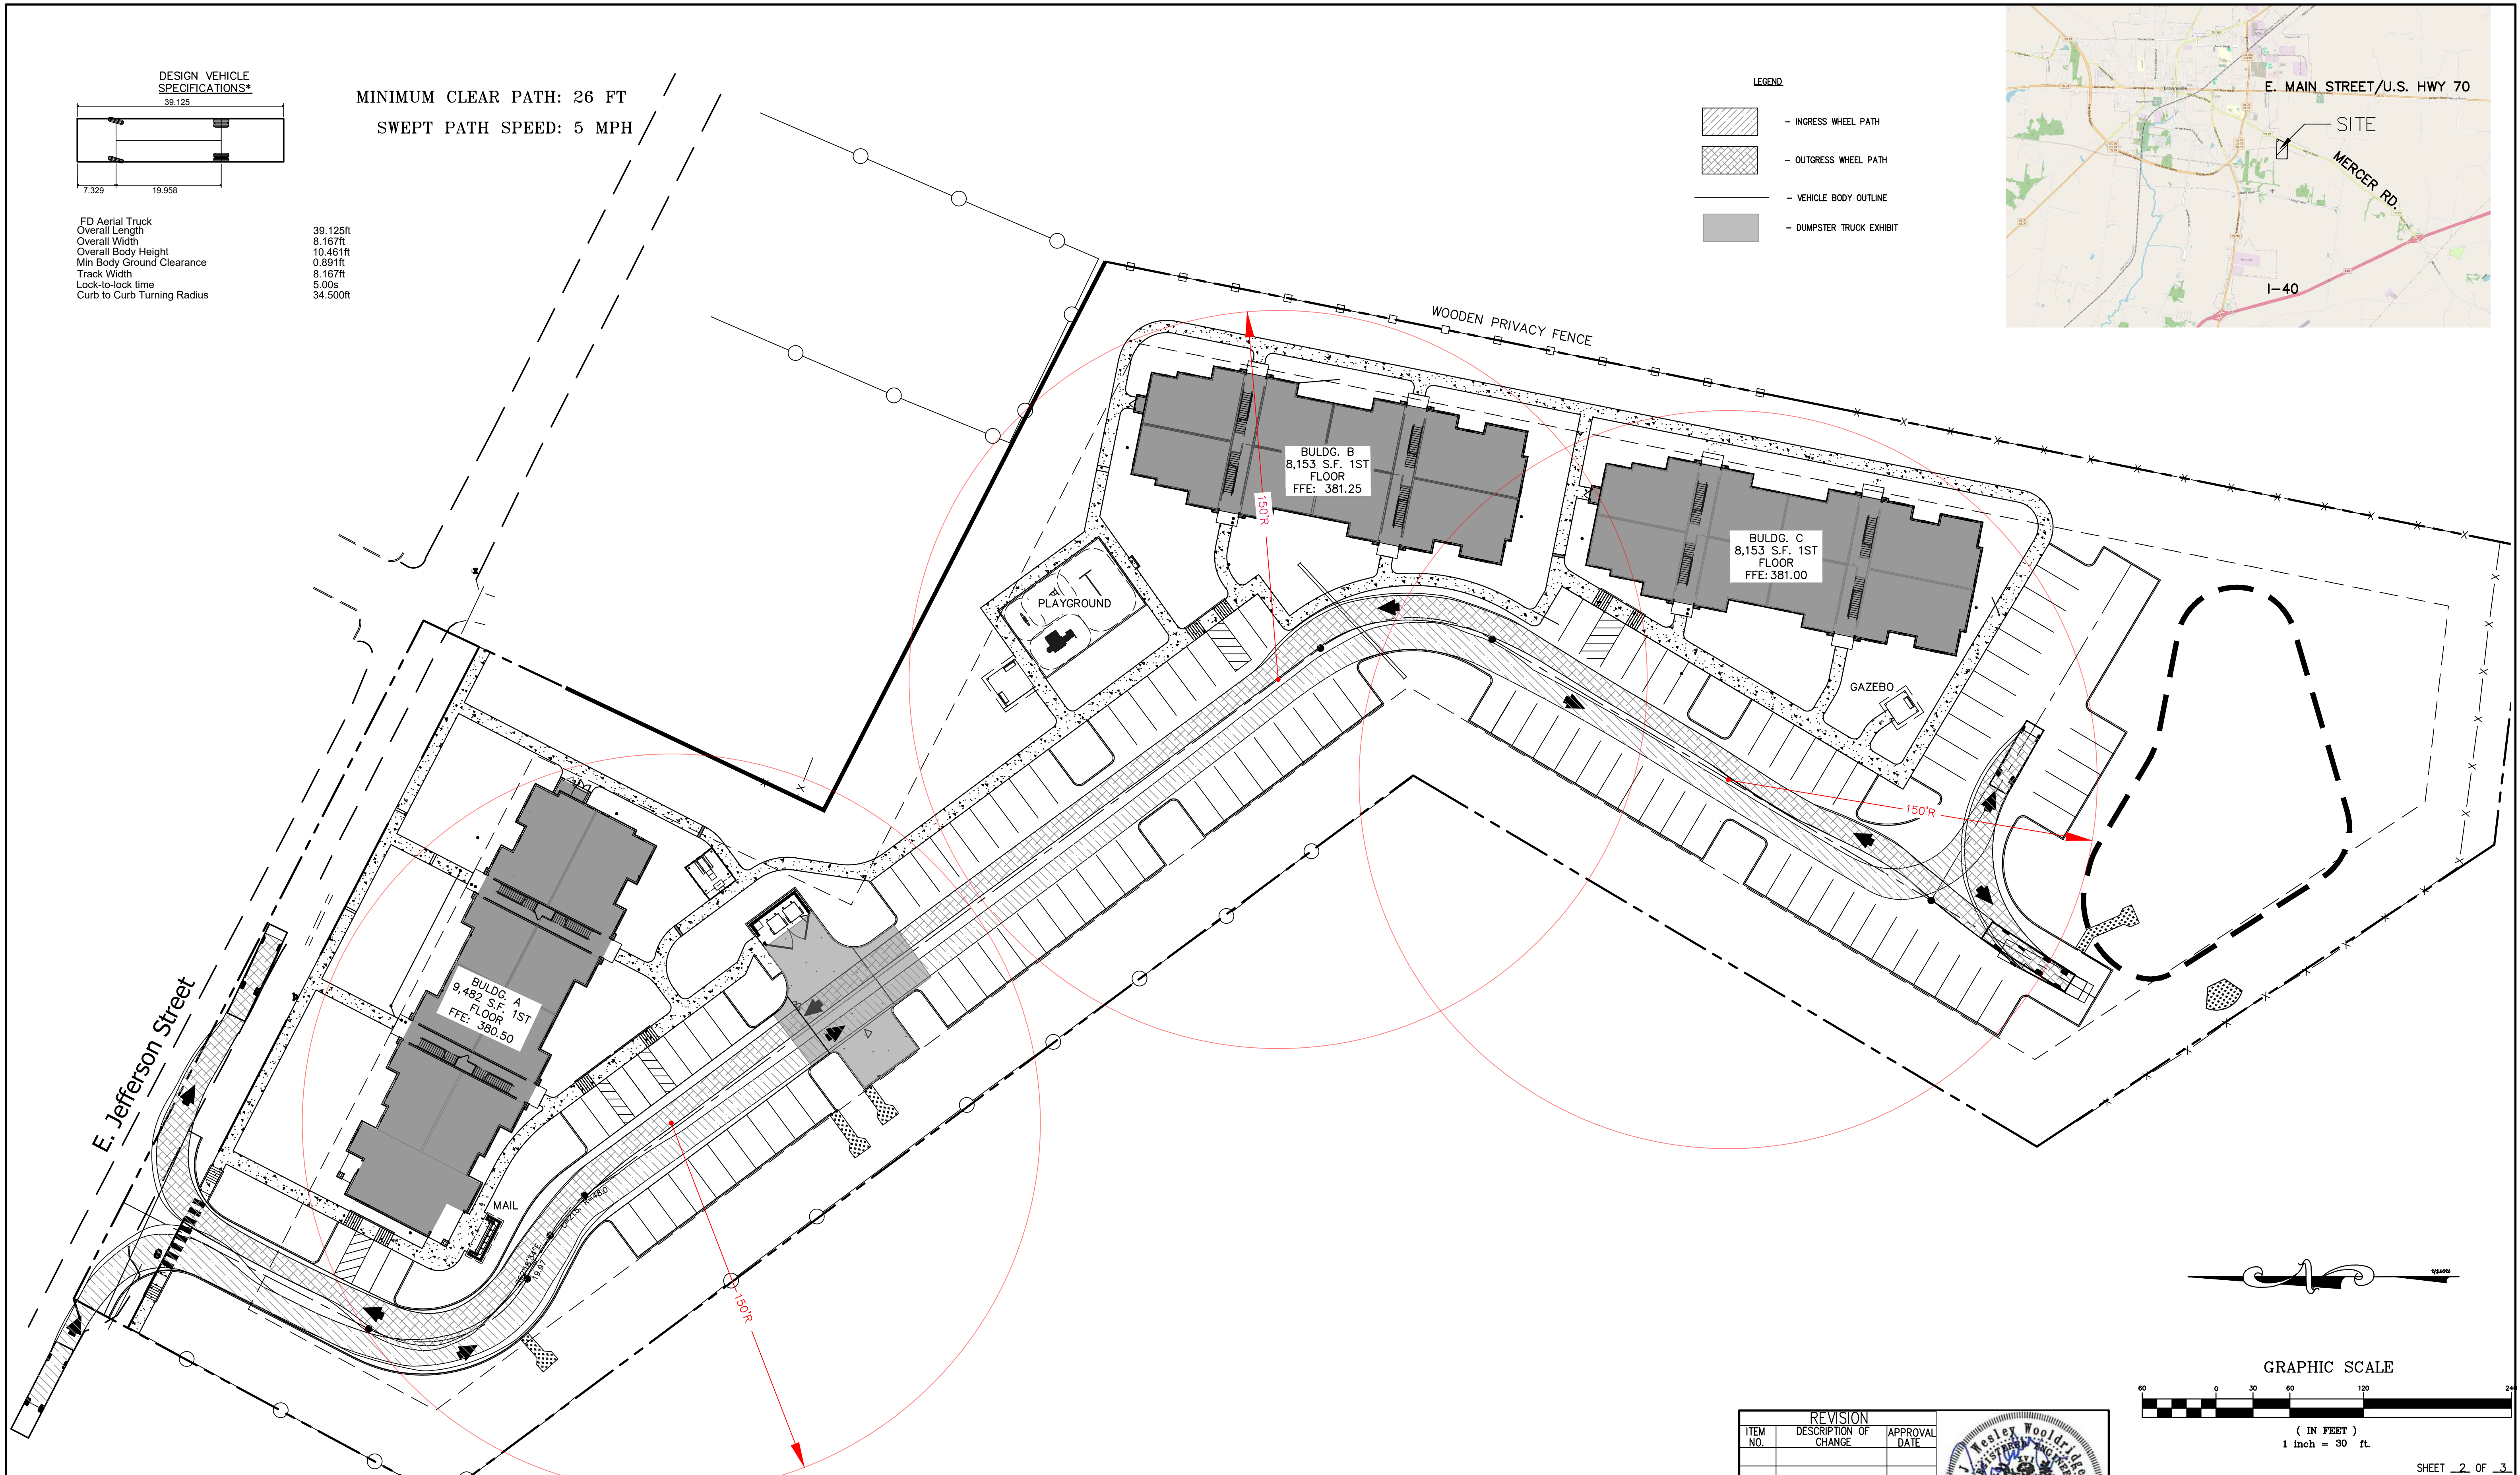 DESIGN VEHICLE
SPECIFICATIONS*
39.125
7.329
19.958
FD Aerial Truck
Overall Length 39.125ft
Overall Width 8.167ft
Overall Body Height 10.461ft
Min Body Ground Clearance 0.891ft
Track Width 8.167ft
Lock-to-lock time 5.00s
Curb to Curb Turning Radius 34.500ft
MINIMUM CLEAR PATH: 26 FT
SWEPT PATH SPEED: 5 MPH
LEGEND
- INGRESS WHEEL PATH
- OUTGRESS WHEEL PATH
- VEHICLE BODY OUTLINE
- DUMPSTER TRUCK EXHIBIT
E. MAIN STREET/U.S. HWY 70
SITE
MERCER RD.
I-40
WOODEN PRIVACY FENCE
BULDG. B
8,153 S.F. 1ST
FLOOR
FFE: 381.25
150'R
BULDG. C
8,153 S.F. 1ST
FLOOR
FFE: 381.00
PLAYGROUND
GAZEBO
150'R
BULDG. A
9,482 S.F. 1ST
FLOOR
FFE: 380.50
E. Jefferson Street
MAIL
19.97
150'R
north
GRAPHIC SCALE
60 0 30 60 120 240
( IN FEET )
1 inch = 30 ft.
REVISION
ITEM NO.
DESCRIPTION OF CHANGE
APPROVAL DATE
Wesley Wooldridge
SHEET 2 OF 3